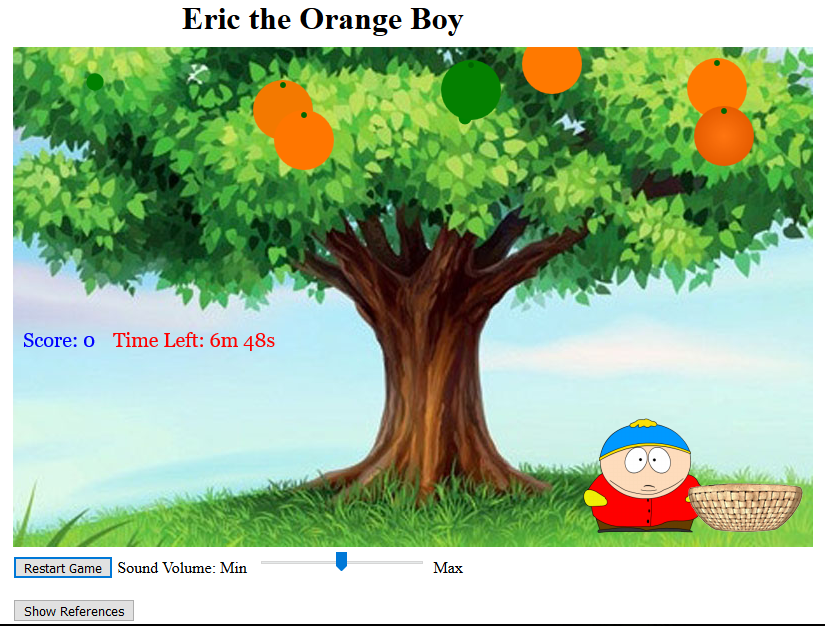 Eric the Orange Boy
Score: 0 Time Left: 6m 48s
Restart Game Sound Volume: Min Max
Show References